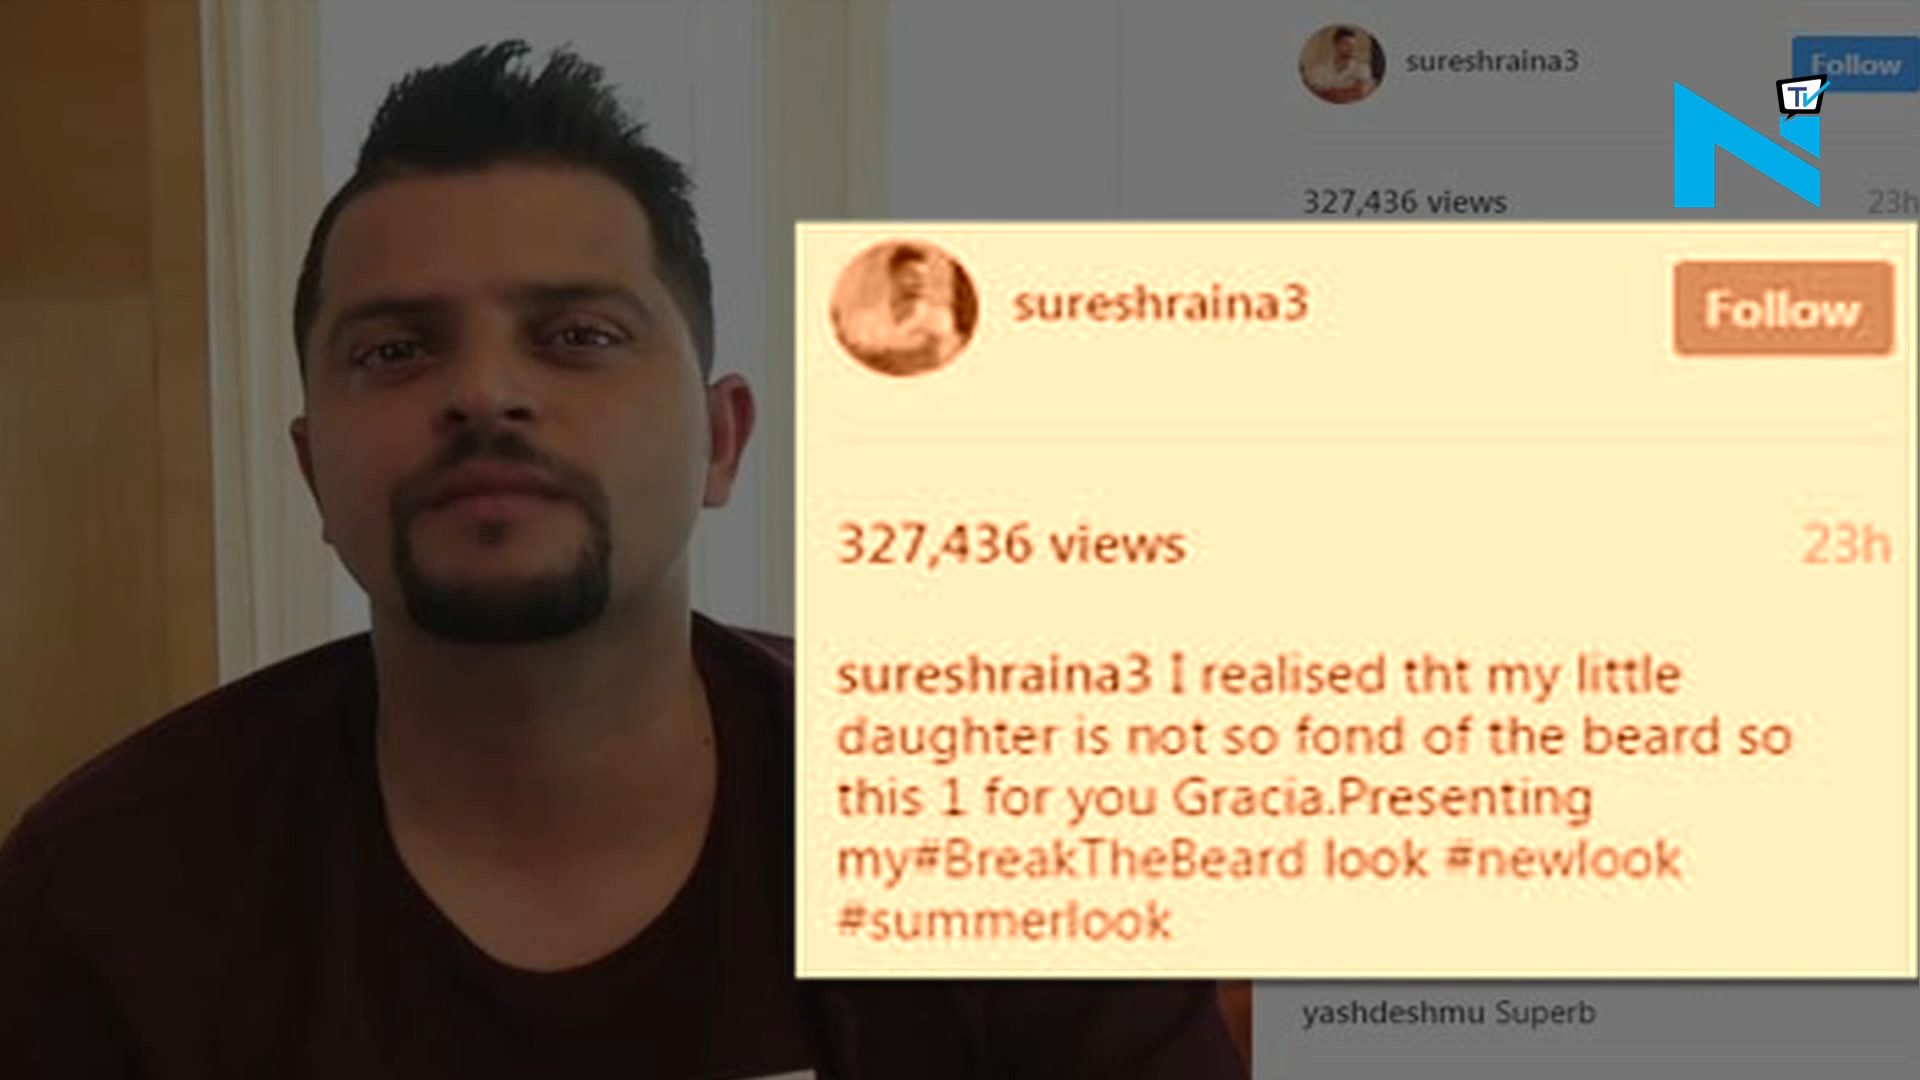 sureshraina3
Follow
TV
327,436 views
23h
sureshraina3
Follow
327,436 views
23h
sureshraina3 I realised tht my little
daughter is not so fond of the beard so
this 1 for you Gracia.Presenting
my#BreakTheBeard look #newlook
#summerlook
yashdeshmu Superb